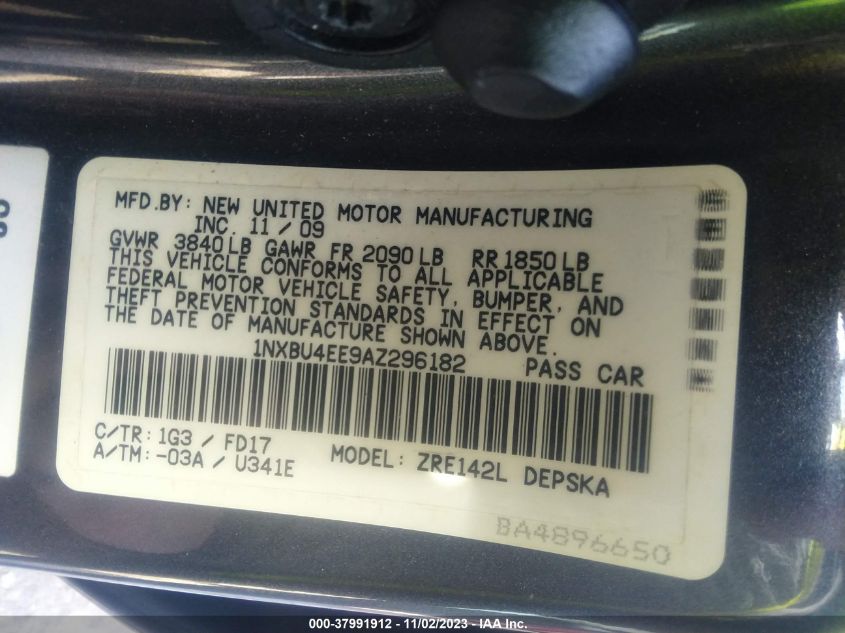 MFD.BY: NEW UNITED MOTOR MANUFACTURING
INC. 11 / 09
GVWR 3840 LB GAWR FR 2090 LB RR 1850 LB
THIS VEHICLE CONFORMS TO ALL APPLICABLE
FEDERAL MOTOR VEHICLE SAFETY, BUMPER, AND
THEFT PREVENTION STANDARDS IN EFFECT ON
THE DATE OF MANUFACTURE SHOWN ABOVE.
1NXBU4EE9AZ296182 PASS CAR
C/TR: 1G3 / FD17
A/TM: -03A / U341E MODEL: ZRE142L DEPSKA
BA4896650
000-37991912 - 11/02/2023 - IAA Inc.